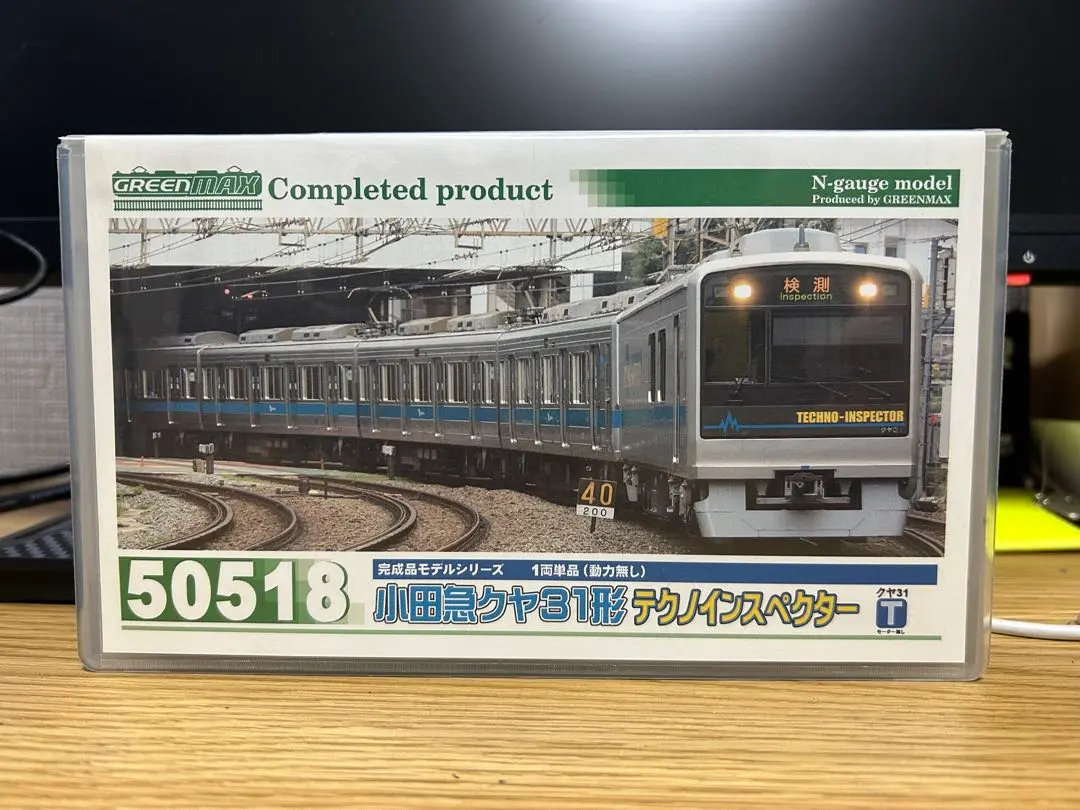 GREENMAX Completed product
N-gauge model
Produced by GREENMAX
検測
Inspection
TECHNO-INSPECTOR
40
200
50518
完成品モデルシリーズ 1両単品(動力無し)
小田急クヤ31形 テクノインスペクター
クヤ31
T
モーター無し